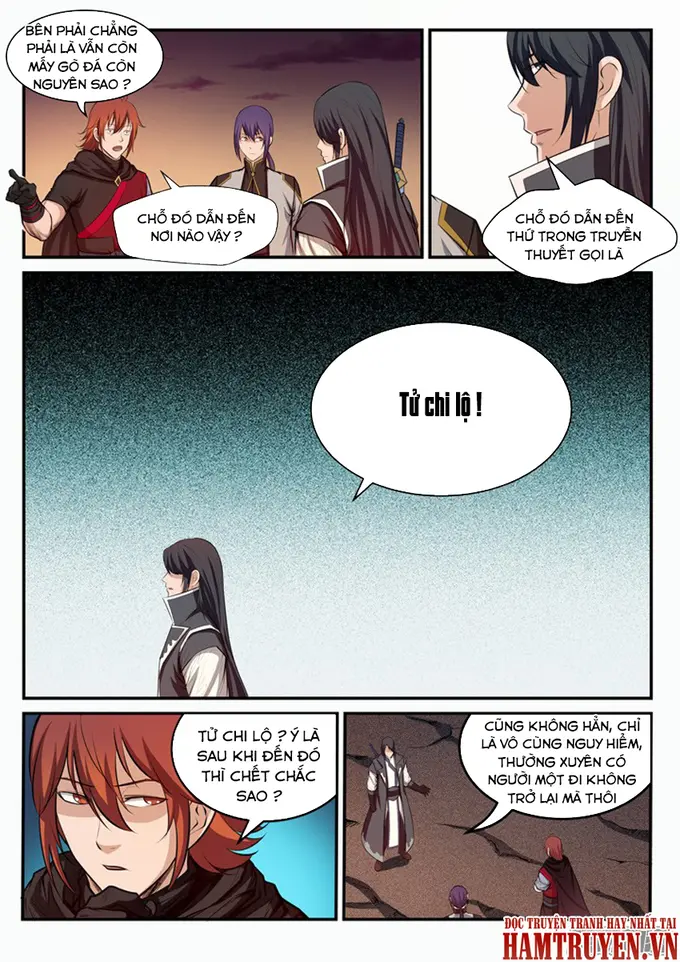 BÊN PHẢI CHẲNG
PHẢI LÀ VẪN CÒN
MẤY GÒ ĐÁ CÒN
NGUYÊN SAO ?
CHỖ ĐÓ DẪN ĐẾN
NƠI NÀO VẬY ?
CHỖ ĐÓ DẪN ĐẾN
THỨ TRONG TRUYỀN
THUYẾT GỌI LÀ
Tử chi lộ !
TỬ CHI LỘ ? Ý LÀ
SAU KHI ĐẾN ĐÓ
THÌ CHẾT CHẮC
SAO ?
CŨNG KHÔNG HẲN, CHỈ
LÀ VÔ CÙNG NGUY HIỂM,
THƯỜNG XUYÊN CÓ
NGƯỜI MỘT ĐI KHÔNG
TRỞ LẠI MÀ THÔI
ĐỌC TRUYỆN TRANH HAY NHẤT TẠI
HAMTRUYEN.VN